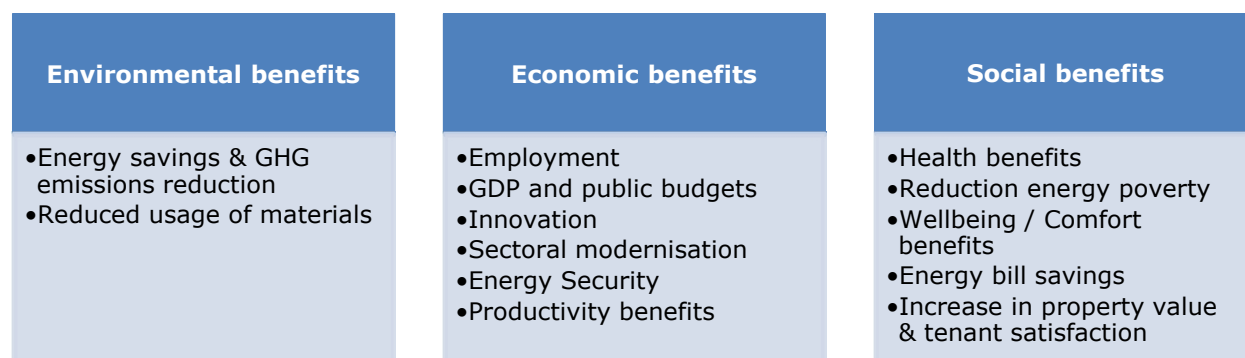 Environmental benefits
•Energy savings & GHG
emissions reduction
•Reduced usage of materials
Economic benefits
•Employment
•GDP and public budgets
•Innovation
•Sectoral modernisation
•Energy Security
•Productivity benefits
Social benefits
•Health benefits
•Reduction energy poverty
•Wellbeing / Comfort
benefits
•Energy bill savings
•Increase in property value
& tenant satisfaction